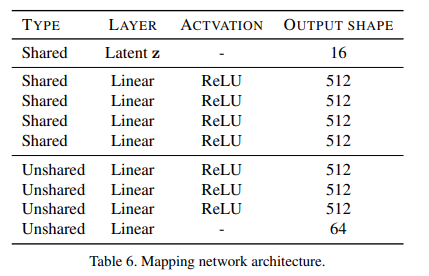 TYPE LAYER ACTVATION OUTPUT SHAPE
Shared Latent z - 16
Shared Linear ReLU 512
Shared Linear ReLU 512
Shared Linear ReLU 512
Shared Linear ReLU 512
Unshared Linear ReLU 512
Unshared Linear ReLU 512
Unshared Linear ReLU 512
Unshared Linear - 64
Table 6. Mapping network architecture.